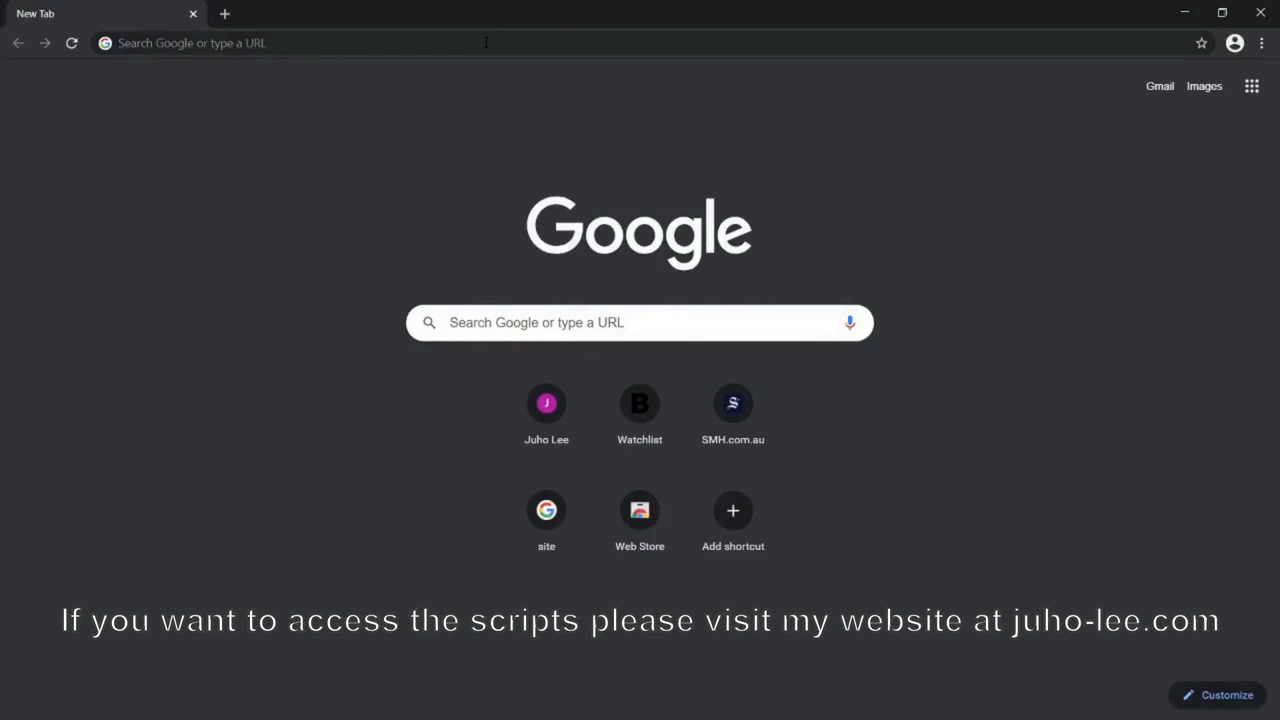 New Tab
Search Google or type a URL
Gmail Images
Google
Search Google or type a URL
J B S
Juho Lee Watchlist SMH.com.au
site Web Store Add shortcut
If you want to access the scripts please visit my website at juho-lee.com
Customize